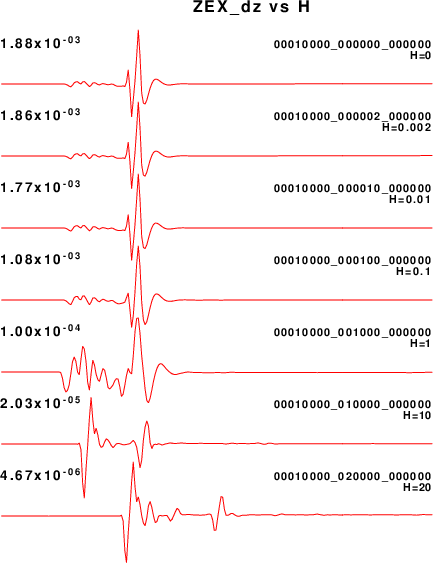 ZEX_dz vs H
1.88x10-03 00010000_000000_000000
H=0
1.86x10-03 00010000_000002_000000
H=0.002
1.77x10-03 00010000_000010_000000
H=0.01
1.08x10-03 00010000_000100_000000
H=0.1
1.00x10-04 00010000_001000_000000
H=1
2.03x10-05 00010000_010000_000000
H=10
4.67x10-06 00010000_020000_000000
H=20